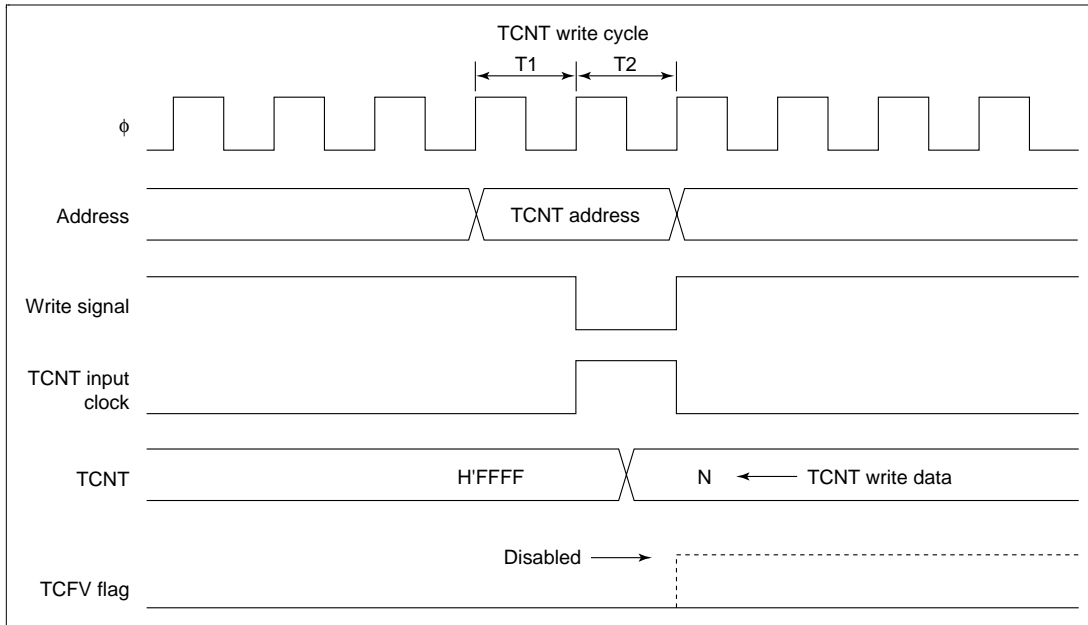 TCNT write cycle
T1 T2
ϕ
Address TCNT address
Write signal
TCNT input
clock
TCNT H'FFFF N TCNT write data
Disabled
TCFV flag